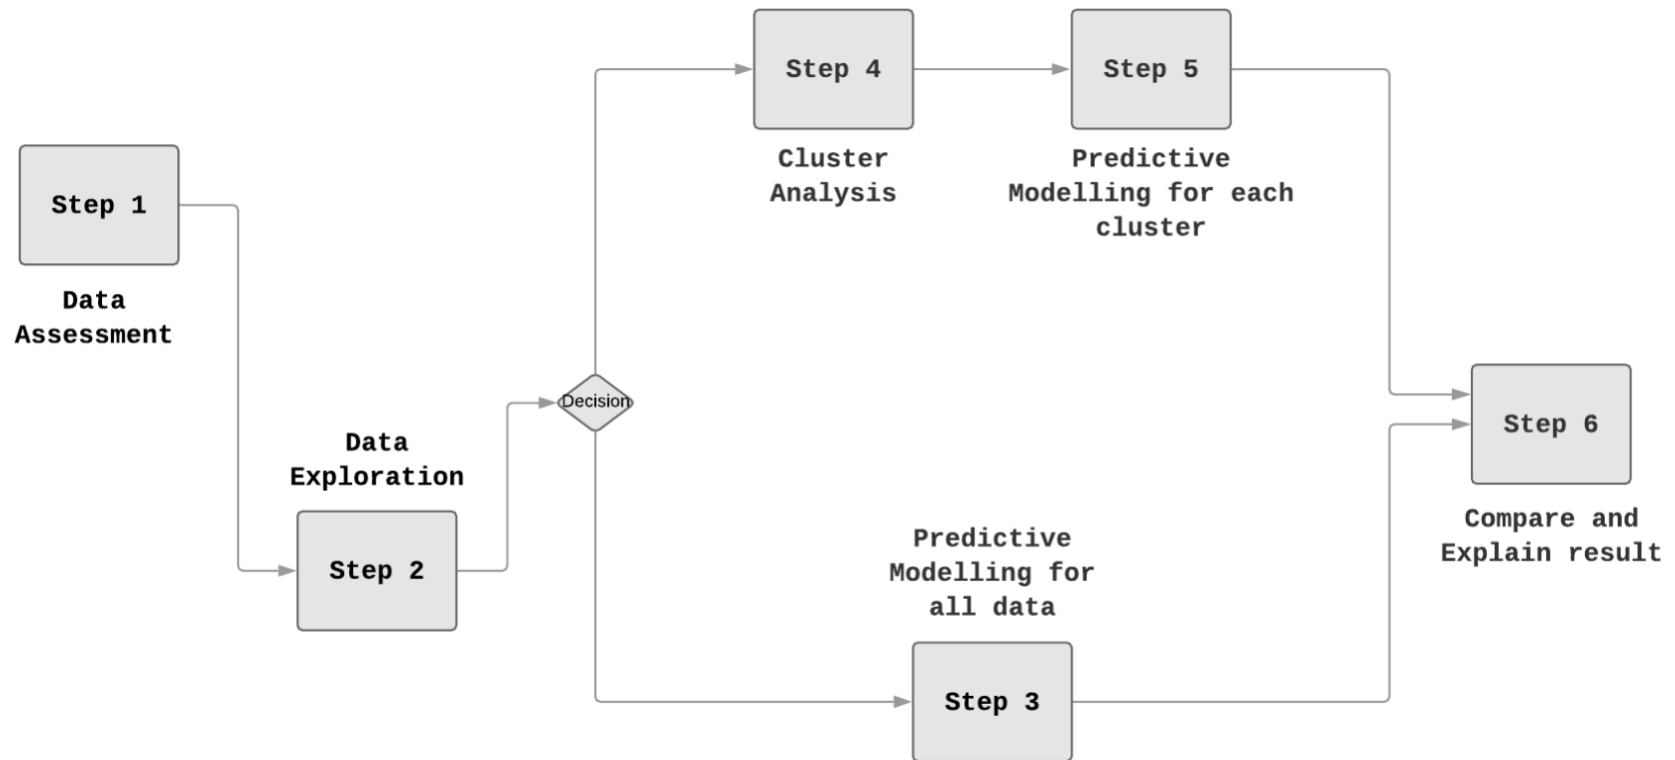 Step 1
Data
Assessment
Data
Exploration
Step 2
Decision
Step 4
Cluster
Analysis
Step 5
Predictive
Modelling for each
cluster
Predictive
Modelling for
all data
Step 3
Step 6
Compare and
Explain result